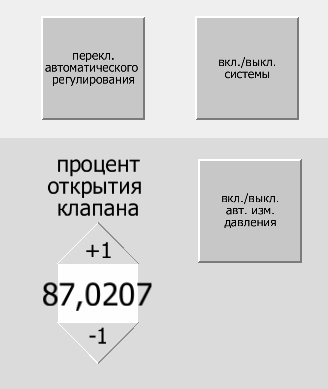 перекл.
автоматического
регулирования
вкл./выкл.
системы
процент
открытия
клапана
+1
87,0207
-1
вкл./выкл.
авт. изм.
давления